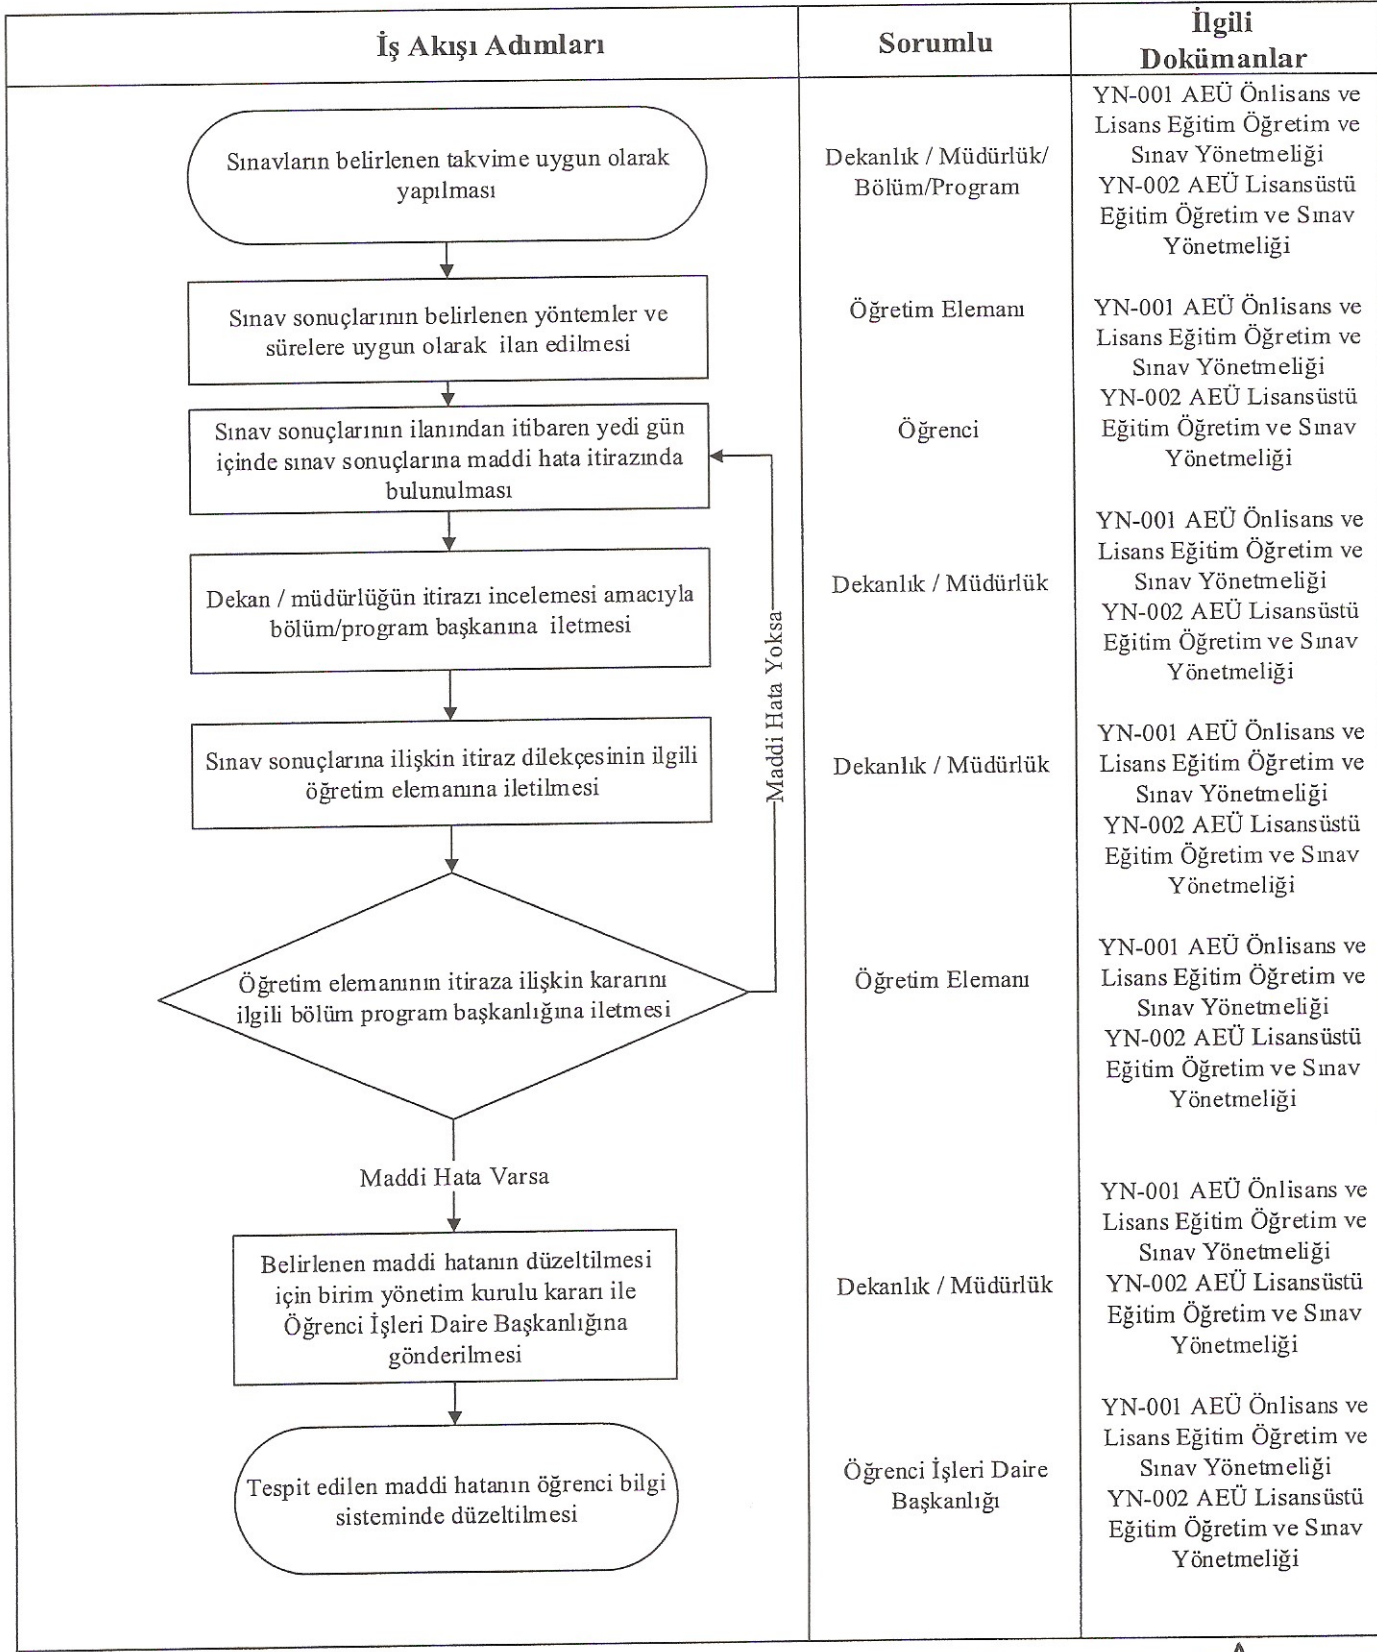 İş Akışı Adımları
Sorumlu
İlgili
Dokümanlar
Sınavların belirlenen takvime uygun olarak
yapılması
Dekanlık / Müdürlük/
Bölüm/Program
YN-001 AEÜ Önlisans ve
Lisans Eğitim Öğretim ve
Sınav Yönetmeliği
YN-002 AEÜ Lisansüstü
Eğitim Öğretim ve Sınav
Yönetmeliği
Sınav sonuçlarının belirlenen yöntemler ve
sürelere uygun olarak ilan edilmesi
Öğretim Elemanı
YN-001 AEÜ Önlisans ve
Lisans Eğitim Öğretim ve
Sınav Yönetmeliği
YN-002 AEÜ Lisansüstü
Eğitim Öğretim ve Sınav
Yönetmeliği
Sınav sonuçlarının ilanından itibaren yedi gün
içinde sınav sonuçlarına maddi hata itirazında
bulunulması
Öğrenci
Dekan / müdürlüğün itirazı incelemesi amacıyla
bölüm/program başkanına iletmesi
Dekanlık / Müdürlük
YN-001 AEÜ Önlisans ve
Lisans Eğitim Öğretim ve
Sınav Yönetmeliği
YN-002 AEÜ Lisansüstü
Eğitim Öğretim ve Sınav
Yönetmeliği
Maddi Hata Yoksa
Sınav sonuçlarına ilişkin itiraz dilekçesinin ilgili
öğretim elemanına iletilmesi
Dekanlık / Müdürlük
YN-001 AEÜ Önlisans ve
Lisans Eğitim Öğretim ve
Sınav Yönetmeliği
YN-002 AEÜ Lisansüstü
Eğitim Öğretim ve Sınav
Yönetmeliği
Öğretim elemanının itiraza ilişkin kararını
ilgili bölüm program başkanlığına iletmesi
Öğretim Elemanı
YN-001 AEÜ Önlisans ve
Lisans Eğitim Öğretim ve
Sınav Yönetmeliği
YN-002 AEÜ Lisansüstü
Eğitim Öğretim ve Sınav
Yönetmeliği
Maddi Hata Varsa
Belirlenen maddi hatanın düzeltilmesi
için birim yönetim kurulu kararı ile
Öğrenci İşleri Daire Başkanlığına
gönderilmesi
Dekanlık / Müdürlük
YN-001 AEÜ Önlisans ve
Lisans Eğitim Öğretim ve
Sınav Yönetmeliği
YN-002 AEÜ Lisansüstü
Eğitim Öğretim ve Sınav
Yönetmeliği
Tespit edilen maddi hatanın öğrenci bilgi
sisteminde düzeltilmesi
Öğrenci İşleri Daire
Başkanlığı
YN-001 AEÜ Önlisans ve
Lisans Eğitim Öğretim ve
Sınav Yönetmeliği
YN-002 AEÜ Lisansüstü
Eğitim Öğretim ve Sınav
Yönetmeliği